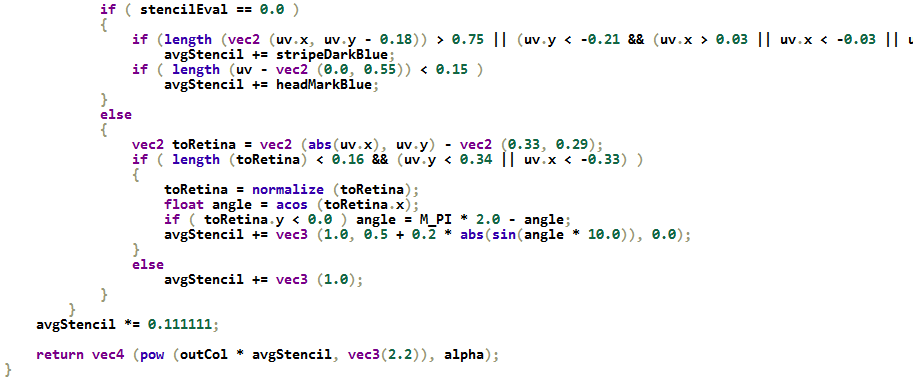 if ( stencilEval == 0.0 )
{
if (length (vec2 (uv.x, uv.y - 0.18)) > 0.75 || (uv.y < -0.21 && (uv.x > 0.03 || uv.x < -0.03 || u
avgStencil += stripeDarkBlue;
if ( length (uv - vec2 (0.0, 0.55)) < 0.15 )
avgStencil += headMarkBlue;
}
else
{
vec2 toRetina = vec2 (abs(uv.x), uv.y) - vec2 (0.33, 0.29);
if ( length (toRetina) < 0.16 && (uv.y < 0.34 || uv.x < -0.33) )
{
toRetina = normalize (toRetina);
float angle = acos (toRetina.x);
if ( toRetina.y < 0.0 ) angle = M_PI * 2.0 - angle;
avgStencil += vec3 (1.0, 0.5 + 0.2 * abs(sin(angle * 10.0)), 0.0);
}
else
avgStencil += vec3 (1.0);
}
}
avgStencil *= 0.111111;
return vec4 (pow (outCol * avgStencil, vec3(2.2)), alpha);
}